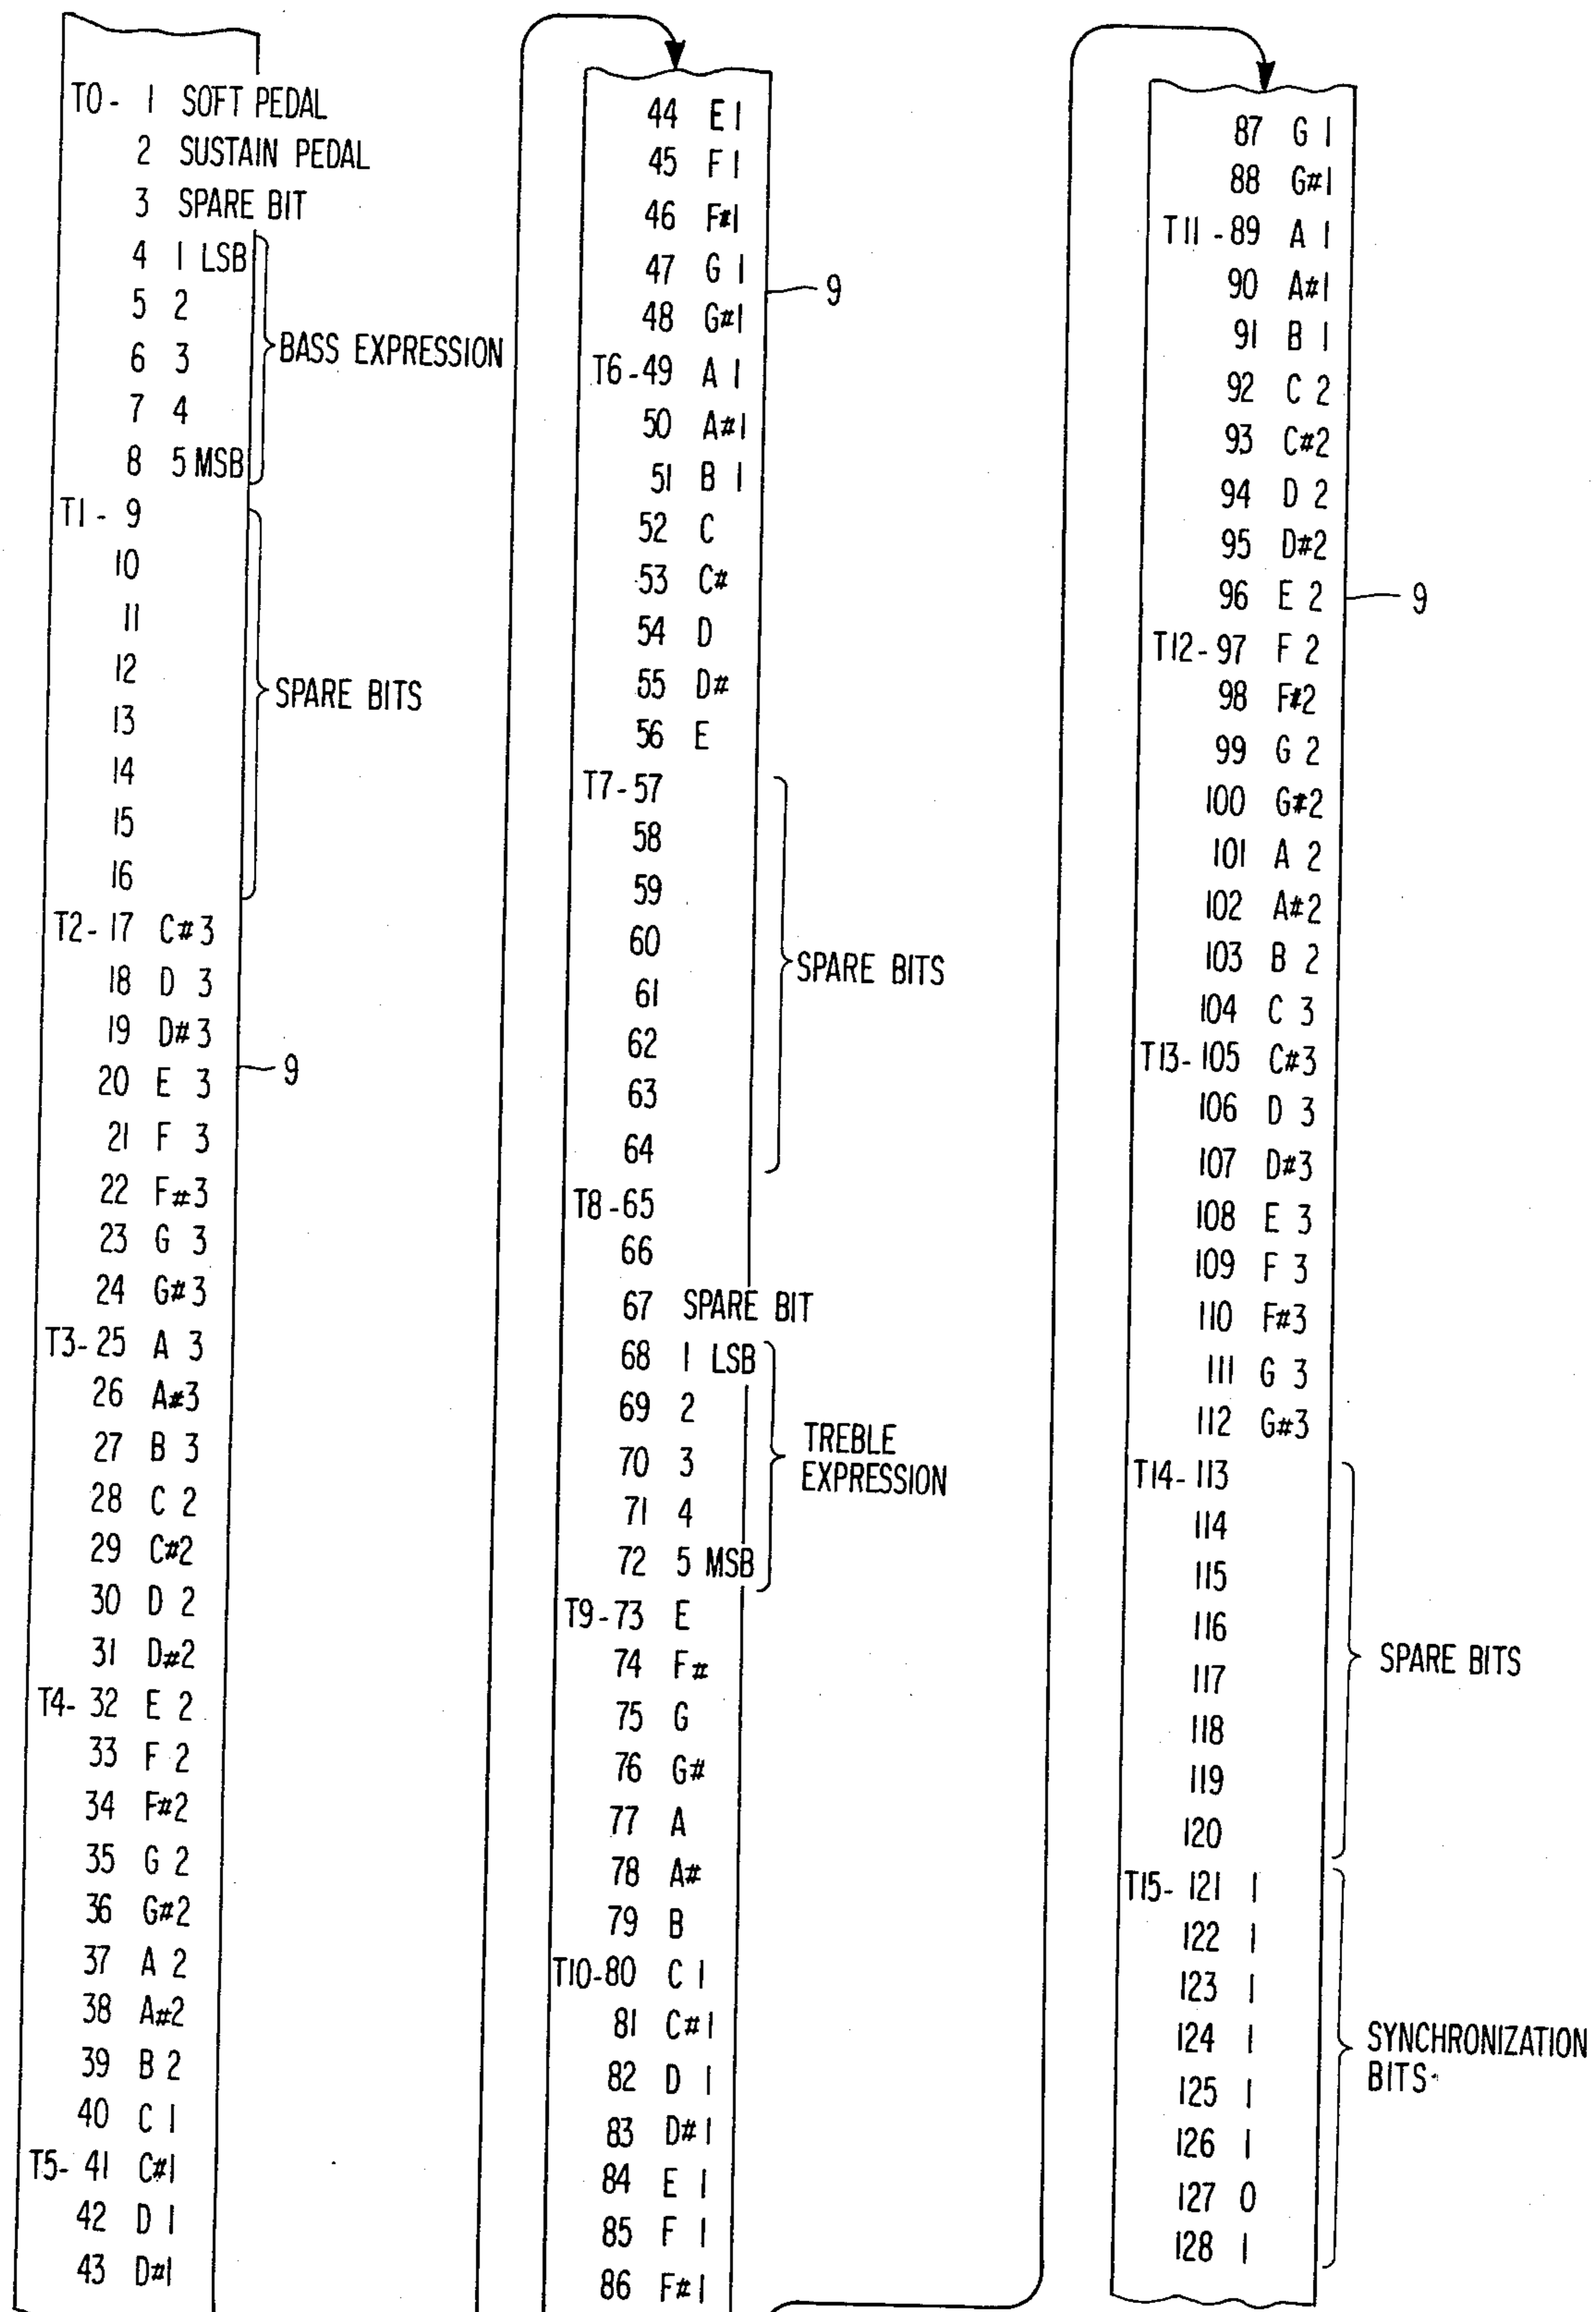 T0- 1 SOFT PEDAL
2 SUSTAIN PEDAL
3 SPARE BIT
4 1 LSB
5 2
6 3
7 4
8 5 MSB
BASS EXPRESSION
T1- 9
10
11
12
13
14
15
16
SPARE BITS
T2- 17 C#3
18 D 3
19 D#3
20 E 3
9
21 F 3
22 F#3
23 G 3
24 G#3
T3-25 A 3
26 A#3
27 B 3
28 C 2
29 C#2
30 D 2
31 D#2
T4- 32 E 2
33 F 2
34 F#2
35 G 2
36 G#2
37 A 2
38 A#2
39 B 2
40 C 1
T5- 41 C#1
42 D 1
43 D#1
44 E 1
45 F 1
46 F#1
47 G 1
9
48 G#1
T6-49 A 1
50 A#1
51 B 1
52 C
53 C#
54 D
55 D#
56 E
T7-57
58
59
60
61
62
63
64
SPARE BITS
T8-65
66
67 SPARE BIT
68 1 LSB
69 2
70 3
71 4
72 5 MSB
TREBLE
EXPRESSION
T9-73 E
74 F#
75 G
76 G#
77 A
78 A#
79 B
T10-80 C 1
81 C#1
82 D 1
83 D#1
84 E 1
85 F 1
86 F#1
87 G 1
88 G#1
T11-89 A 1
90 A#1
91 B 1
92 C 2
93 C#2
94 D 2
95 D#2
96 E 2
9
T12-97 F 2
98 F#2
99 G 2
100 G#2
101 A 2
102 A#2
103 B 2
104 C 3
T13-105 C#3
106 D 3
107 D#3
108 E 3
109 F 3
110 F#3
111 G 3
112 G#3
T14-113
114
115
116
117
118
119
120
SPARE BITS
T15-121 1
122 1
123 1
124 1
125 1
126 1
127 0
128 1
SYNCHRONIZATION
BITS